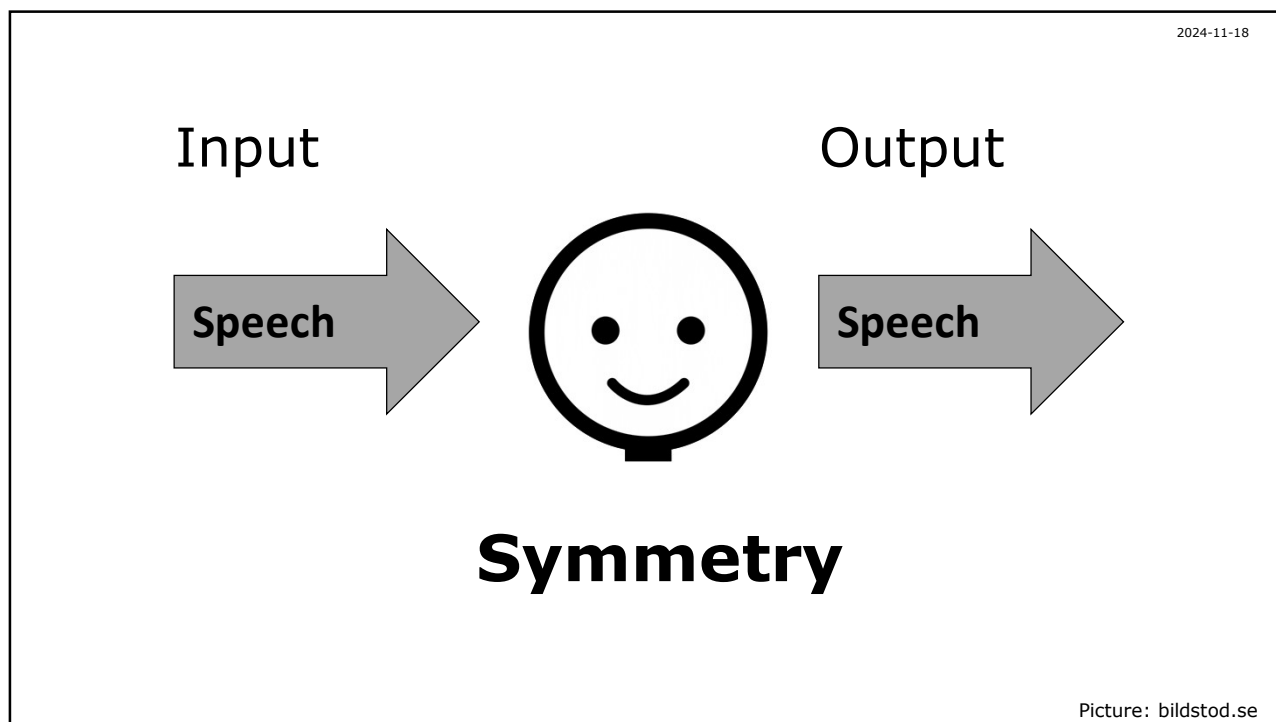 2024-11-18
Input
Output
Speech
Speech
Symmetry
Picture: bildstod.se